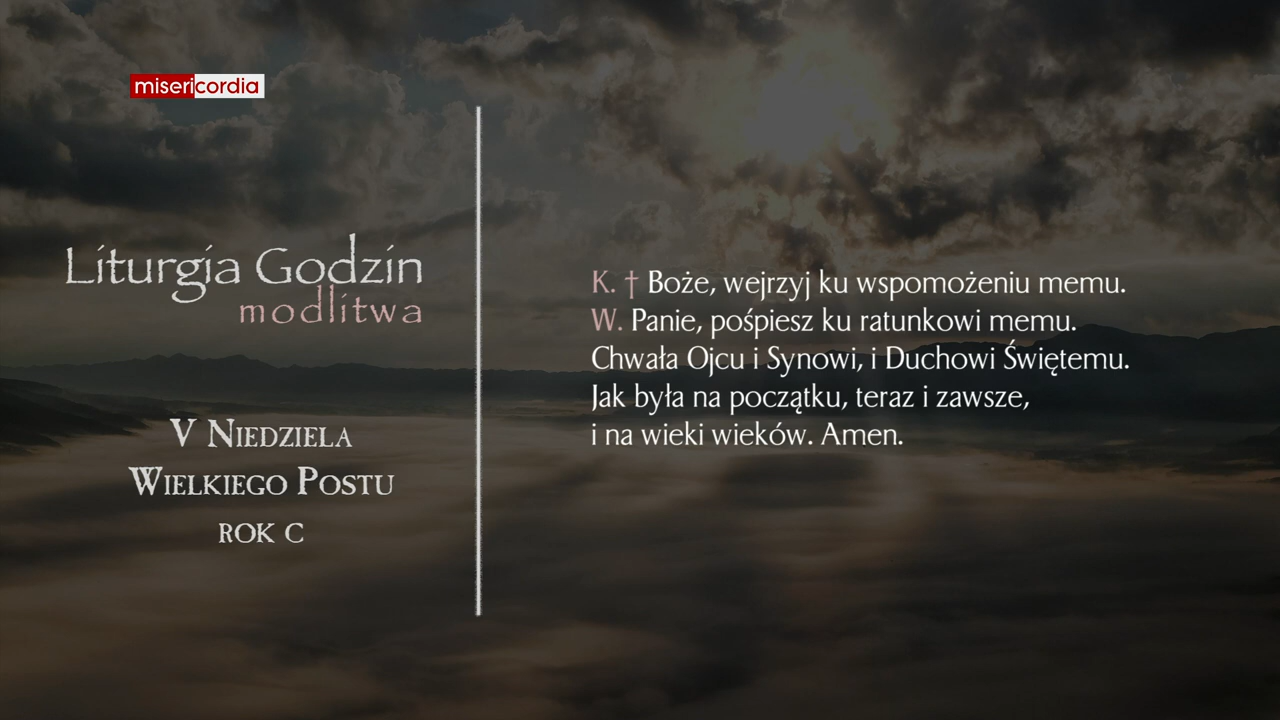 misericordia
Liturgia Godzin
modlitwa
V Niedziela
Wielkiego Postu
rok C
K. † Boże, wejrzyj ku wspomożeniu memu.
W. Panie, pośpiesz ku ratunkowi memu.
Chwała Ojcu i Synowi, i Duchowi Świętemu.
Jak była na początku, teraz i zawsze,
i na wieki wieków. Amen.